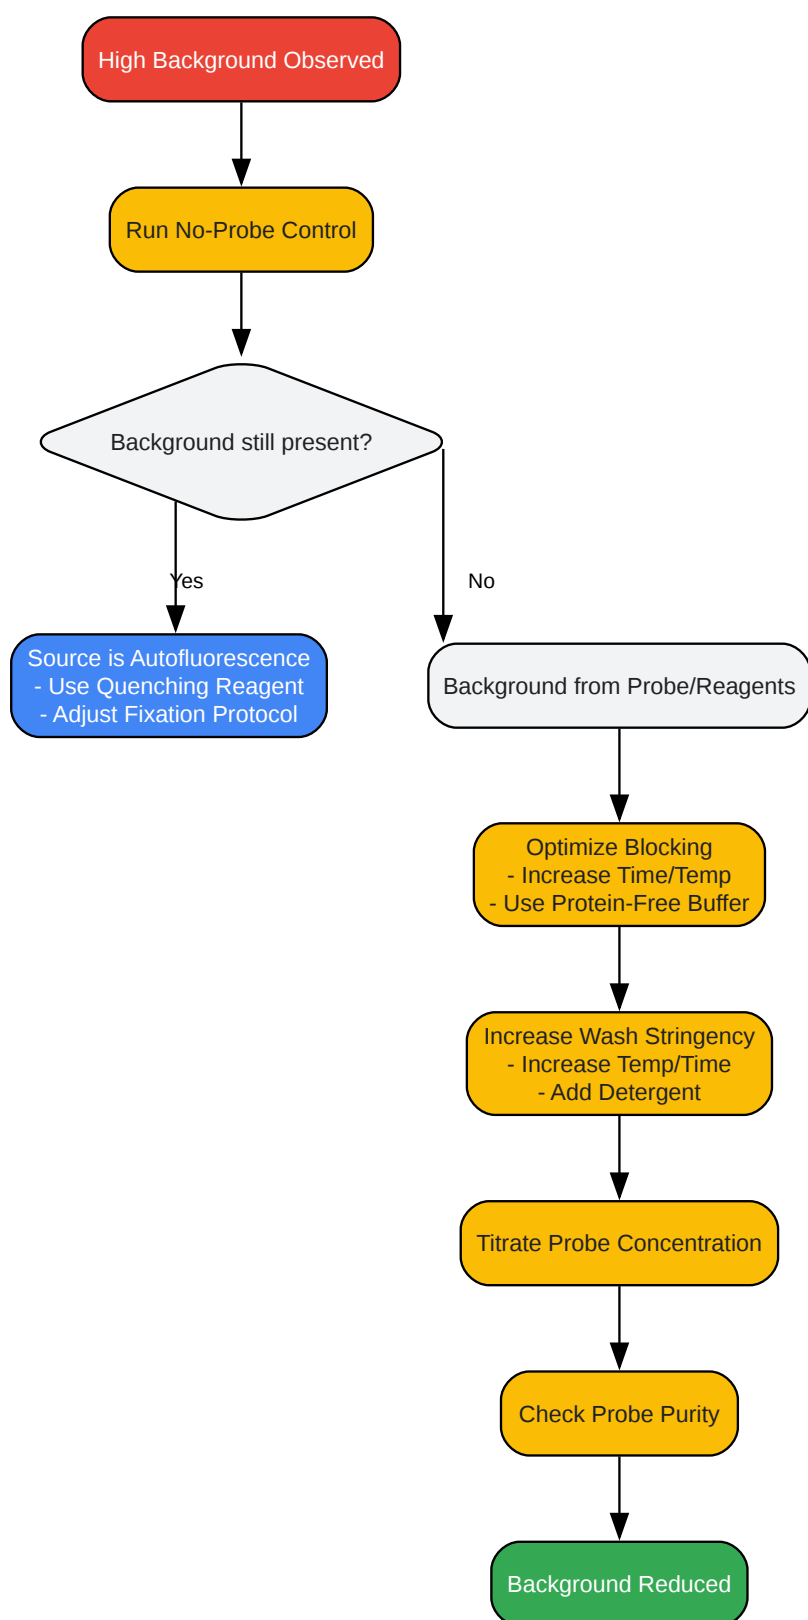 High Background Observed
Run No-Probe Control
Background still present?
Yes
No
Source is Autofluorescence
- Use Quenching Reagent
- Adjust Fixation Protocol
Background from Probe/Reagents
Optimize Blocking
- Increase Time/Temp
- Use Protein-Free Buffer
Increase Wash Stringency
- Increase Temp/Time
- Add Detergent
Titrate Probe Concentration
Check Probe Purity
Background Reduced